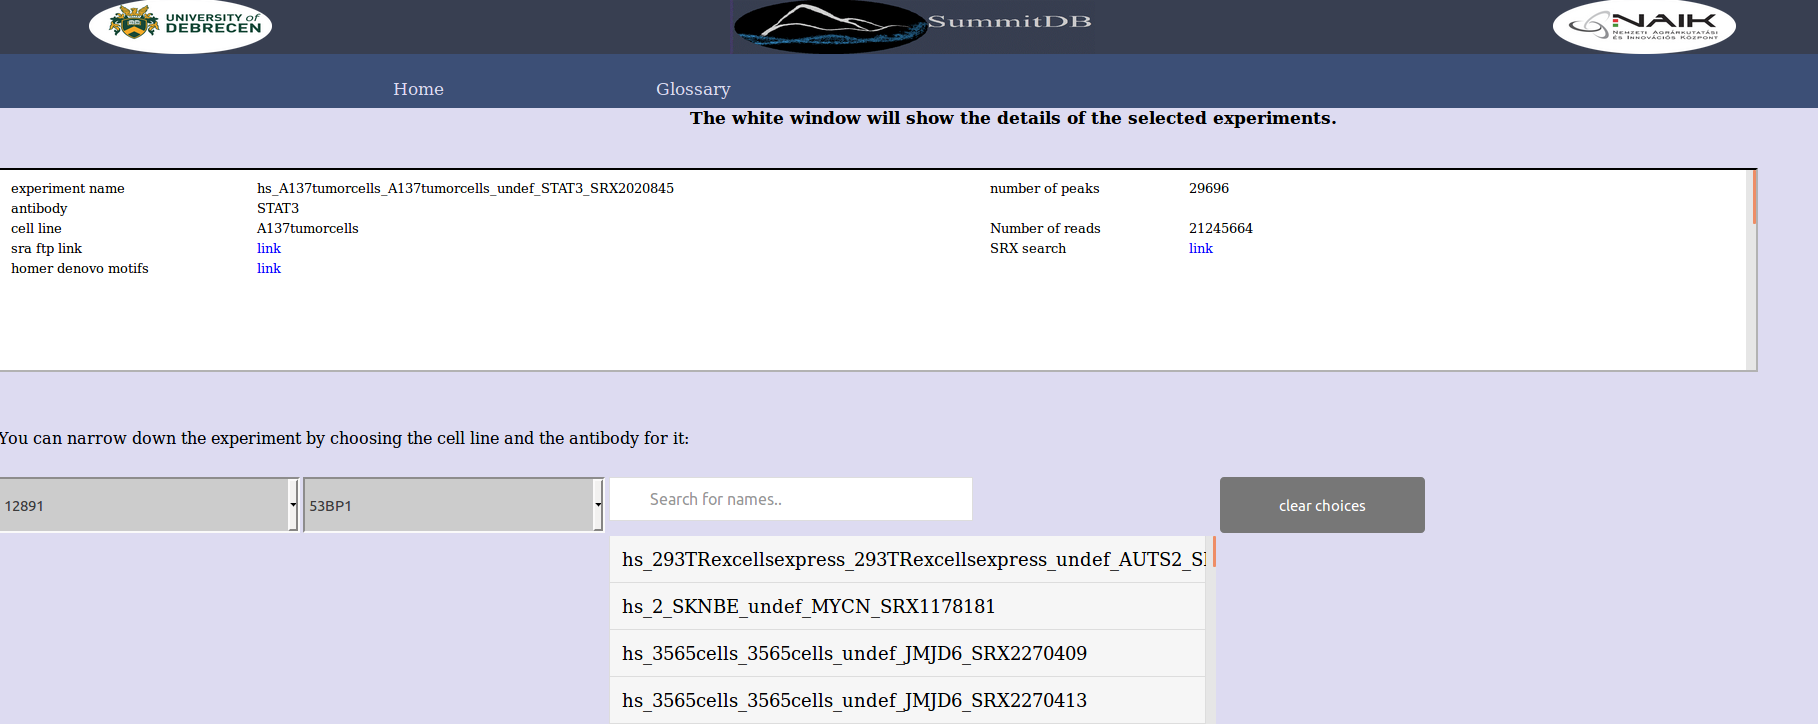 UNIVERSITY of
DEBRECEN
SummitDB
NAIK
NEMZETI AGRÁRKUTATÁSI
ÉS INNOVÁCIÓS KÖZPONT
Home Glossary
The white window will show the details of the selected experiments.
experiment name hs_A137tumorcells_A137tumorcells_undef_STAT3_SRX2020845 number of peaks 29696
antibody STAT3
cell line A137tumorcells Number of reads 21245664
sra ftp link link SRX search link
homer denovo motifs link
You can narrow down the experiment by choosing the cell line and the antibody for it:
12891 53BP1 Search for names.. clear choices
hs_293TRexcellsexpress_293TRexcellsexpress_undef_AUTS2_S
hs_2_SKNBE_undef_MYCN_SRX1178181
hs_3565cells_3565cells_undef_JMJD6_SRX2270409
hs_3565cells_3565cells_undef_JMJD6_SRX2270413